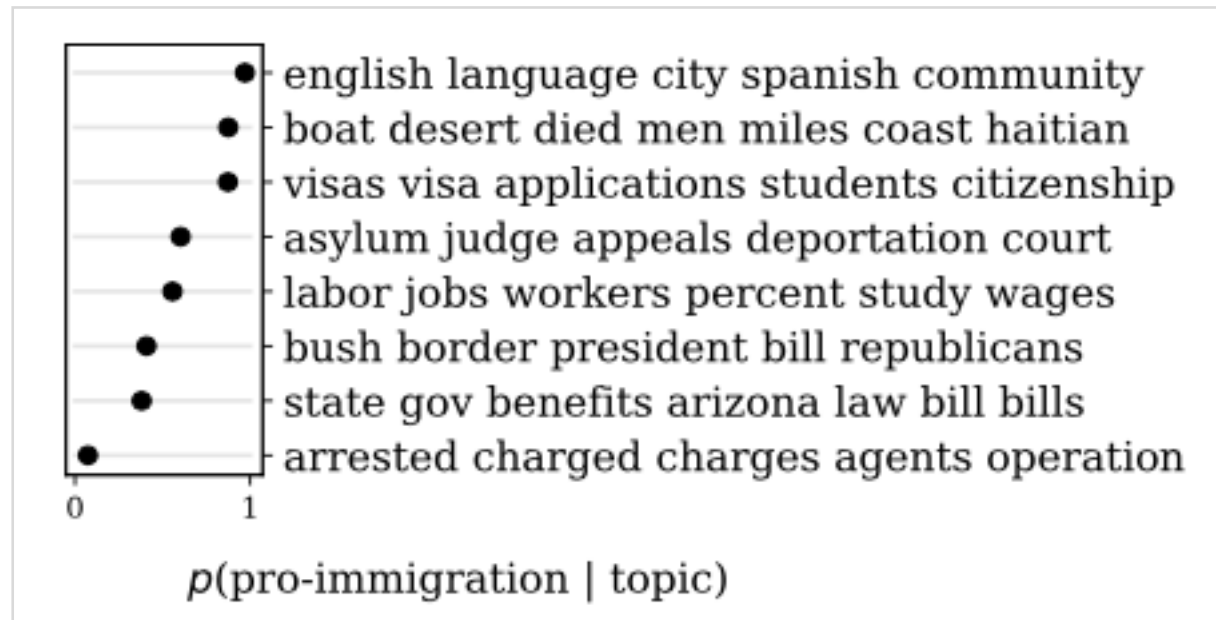 english language city spanish community
boat desert died men miles coast haitian
visas visa applications students citizenship
asylum judge appeals deportation court
labor jobs workers percent study wages
bush border president bill republicans
state gov benefits arizona law bill bills
arrested charged charges agents operation
0 1
p(pro-immigration | topic)